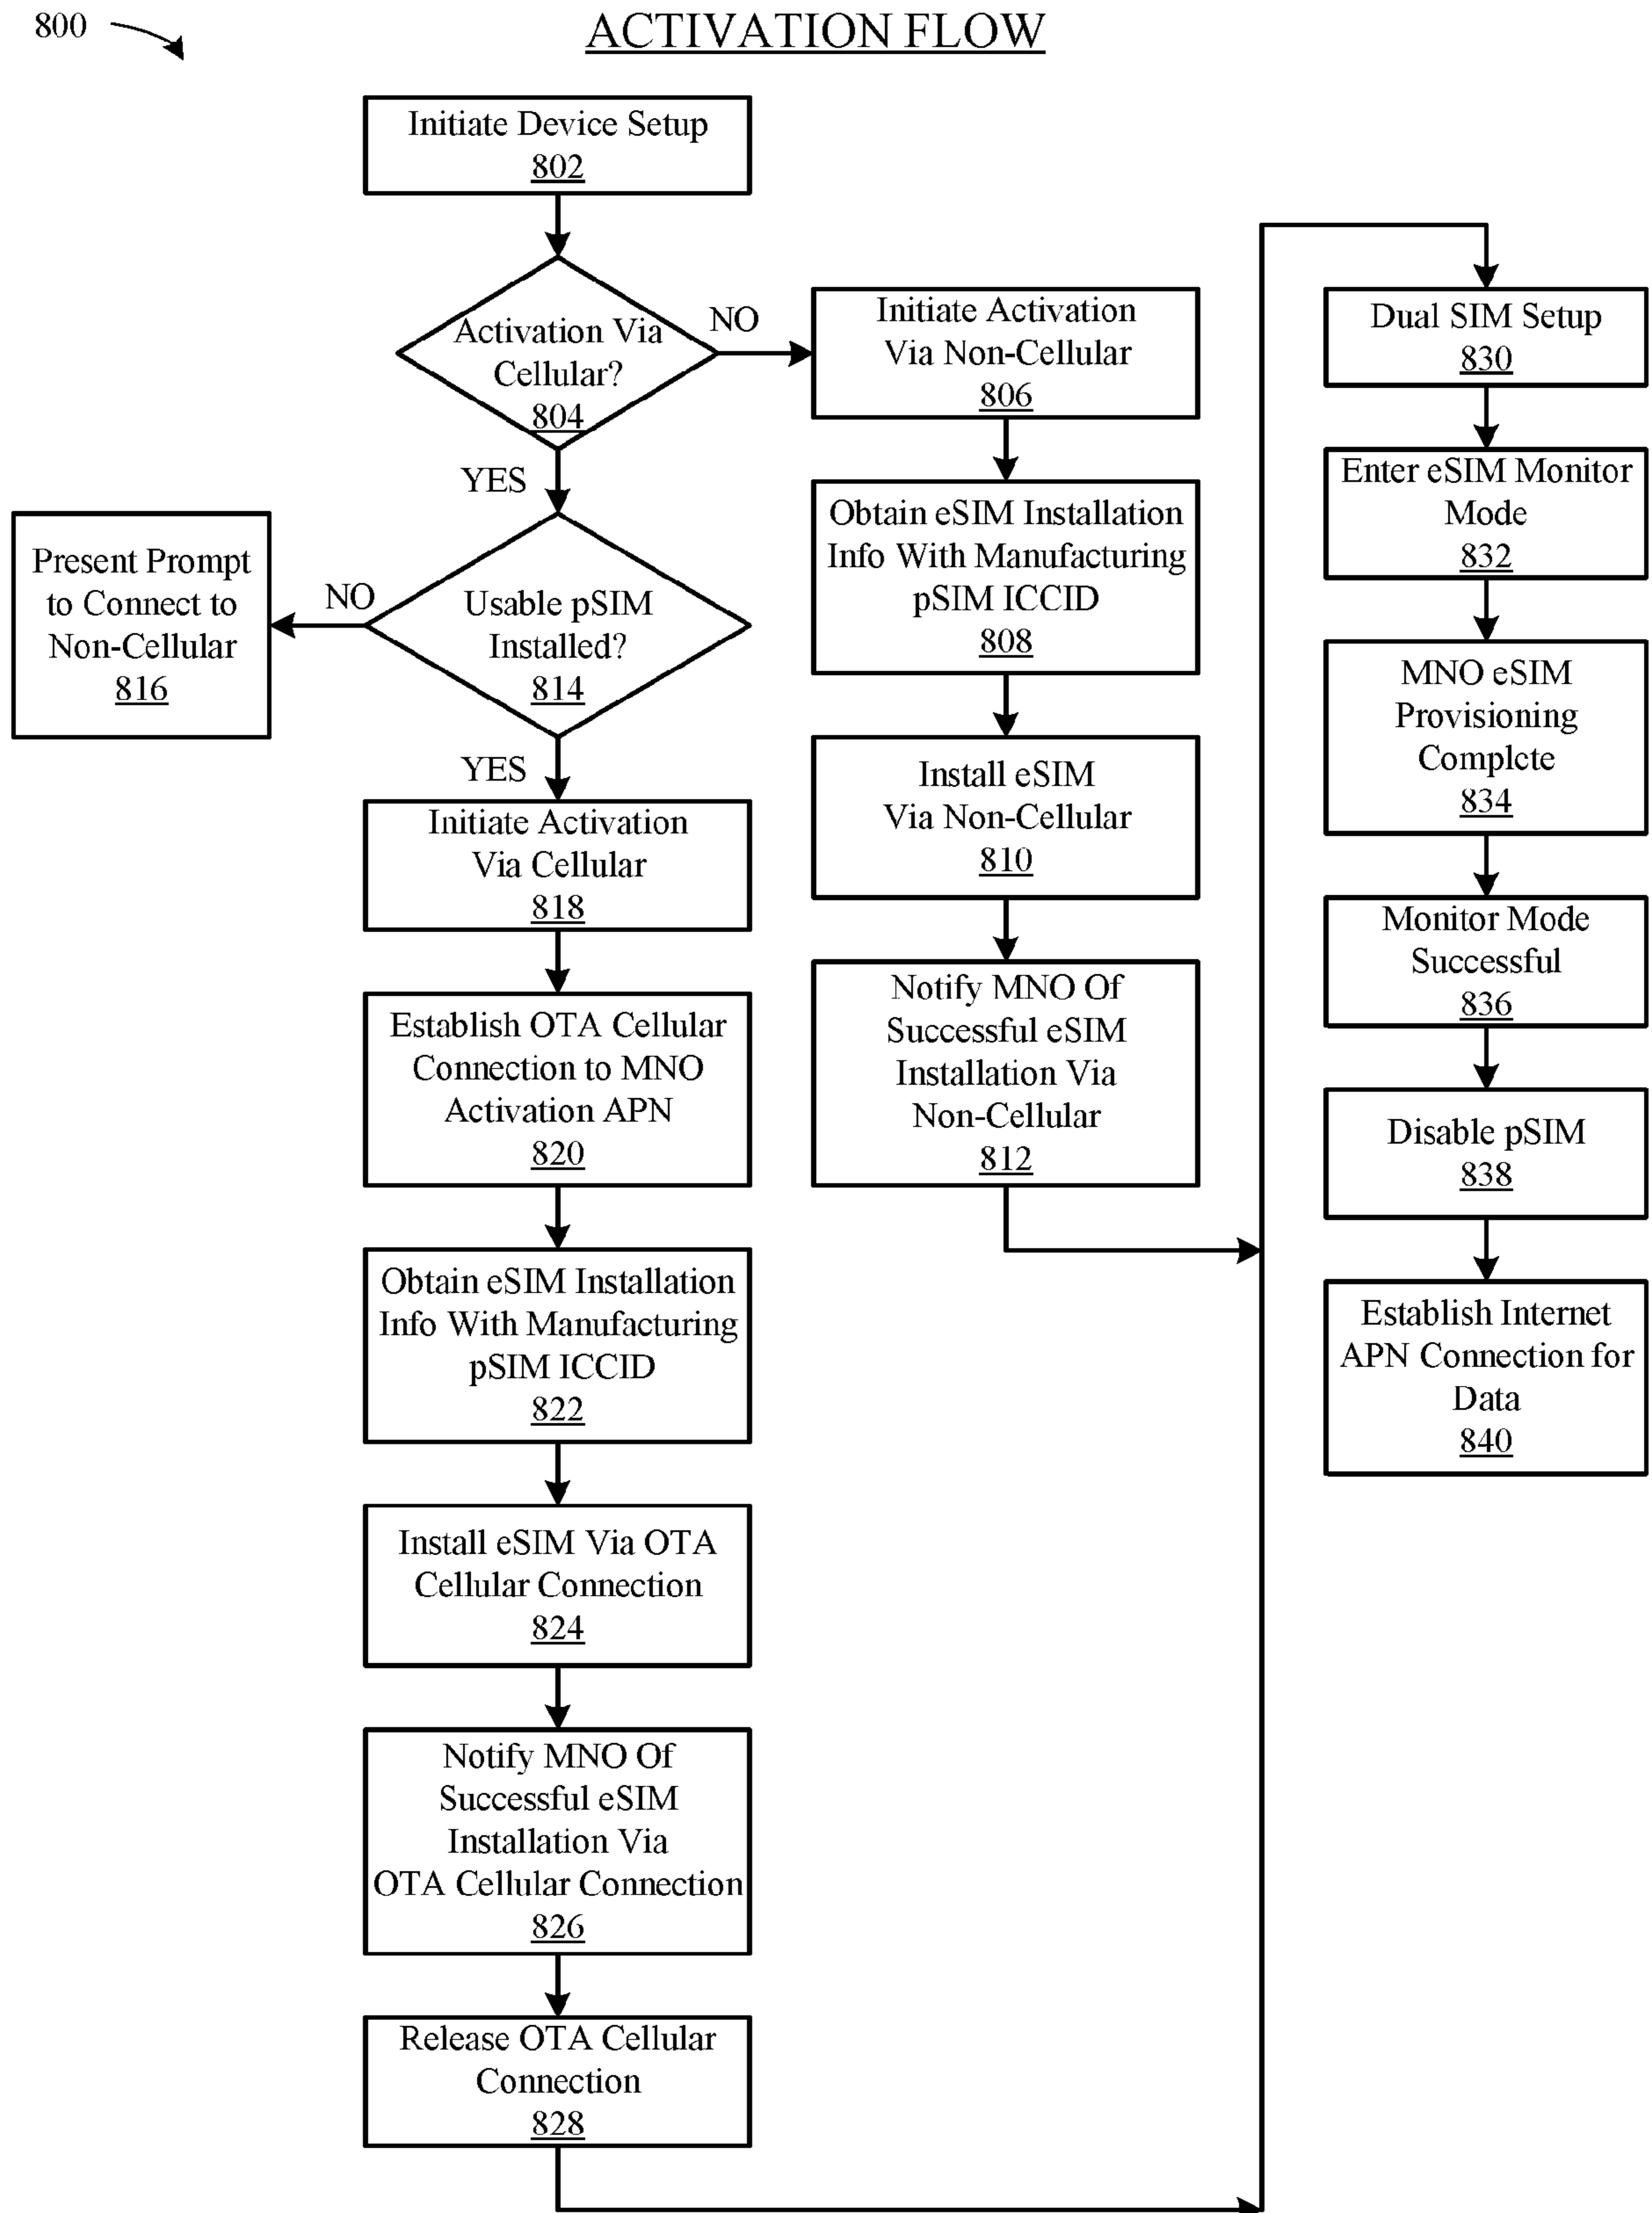 800
ACTIVATION FLOW
Initiate Device Setup
802
Activation Via
Cellular?
804
NO
YES
Initiate Activation
Via Non-Cellular
806
Obtain eSIM Installation
Info With Manufacturing
pSIM ICCID
808
Install eSIM
Via Non-Cellular
810
Notify MNO Of
Successful eSIM
Installation Via
Non-Cellular
812
Usable pSIM
Installed?
814
NO
YES
Present Prompt
to Connect to
Non-Cellular
816
Initiate Activation
Via Cellular
818
Establish OTA Cellular
Connection to MNO
Activation APN
820
Obtain eSIM Installation
Info With Manufacturing
pSIM ICCID
822
Install eSIM Via OTA
Cellular Connection
824
Notify MNO Of
Successful eSIM
Installation Via
OTA Cellular Connection
826
Release OTA Cellular
Connection
828
Dual SIM Setup
830
Enter eSIM Monitor
Mode
832
MNO eSIM
Provisioning
Complete
834
Monitor Mode
Successful
836
Disable pSIM
838
Establish Internet
APN Connection for
Data
840